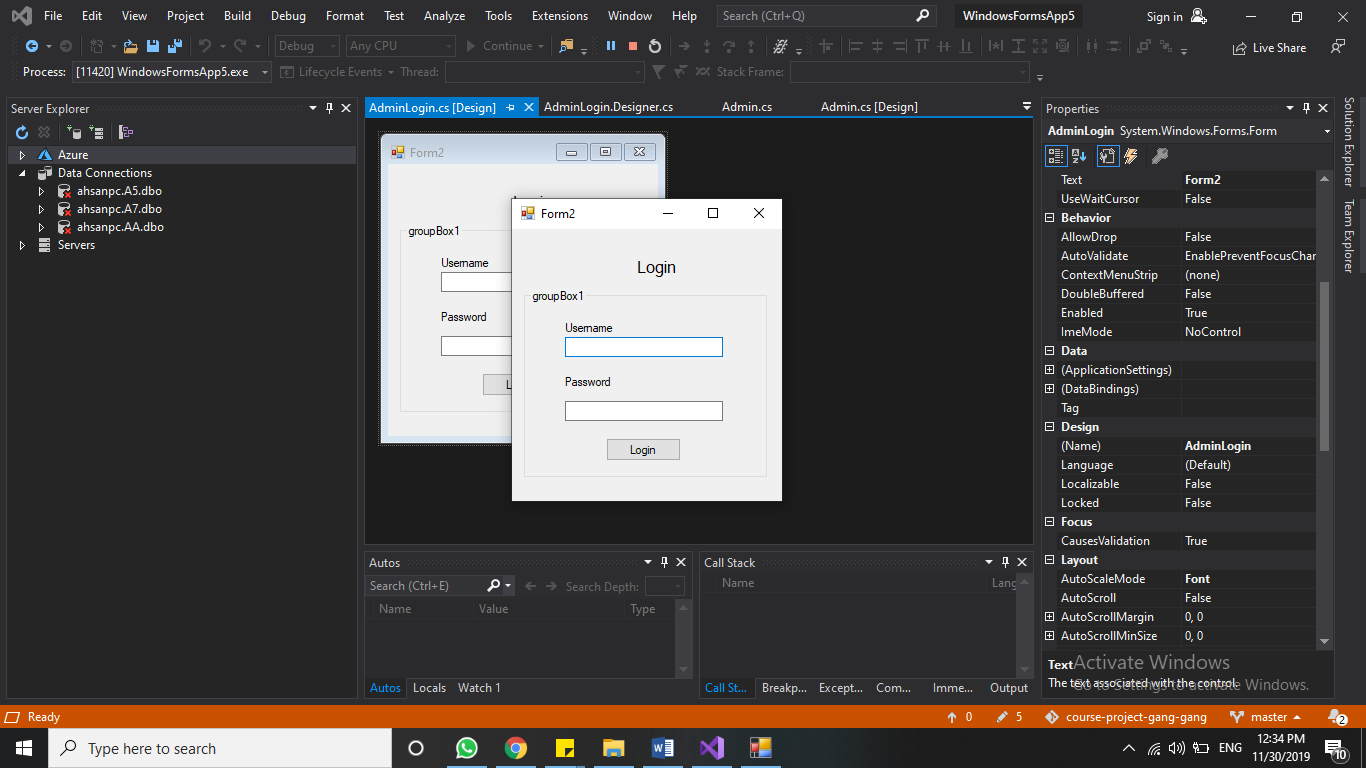 File Edit View Project Build Debug Format Test Analyze Tools Extensions Window Help Search (Ctrl+Q) WindowsFormsApp5 Sign in
Debug Any CPU Continue Live Share
Process: [11420] WindowsFormsApp5.exe Lifecycle Events Thread: Stack Frame:
Server Explorer
Azure
Data Connections
ahsanpc.A5.dbo
ahsanpc.A7.dbo
ahsanpc.AA.dbo
Servers
AdminLogin.cs [Design] AdminLogin.Designer.cs Admin.cs Admin.cs [Design]
Form2
groupBox1
Username
Password
L
Form2
Login
groupBox1
Username
Password
Login
Autos
Search (Ctrl+E) Search Depth:
Name Value Type
Autos Locals Watch 1
Call Stack
Name Lang
Call St... Breakp... Except... Com... Imme... Output
Properties
AdminLogin System.Windows.Forms.Form
Text Form2
UseWaitCursor False
Behavior
AllowDrop False
AutoValidate EnablePreventFocusChar
ContextMenuStrip (none)
DoubleBuffered False
Enabled True
ImeMode NoControl
Data
(ApplicationSettings)
(DataBindings)
Tag
Design
(Name) AdminLogin
Language (Default)
Localizable False
Locked False
Focus
CausesValidation True
Layout
AutoScaleMode Font
AutoScroll False
AutoScrollMargin 0, 0
AutoScrollMinSize 0, 0
Text
The text associated with the control.
Activate Windows
Go to Settings to activate Windows.
Solution Explorer
Team Explorer
Ready 0 5 course-project-gang-gang master 2
Type here to search
ENG
12:34 PM
11/30/2019
10